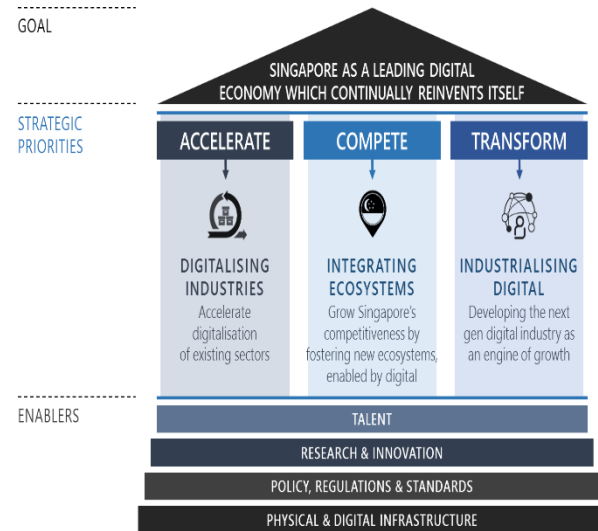 GOAL
SINGAPORE AS A LEADING DIGITAL
ECONOMY WHICH CONTINUALLY REINVENTS ITSELF
STRATEGIC
PRIORITIES
ACCELERATE
DIGITALISING
INDUSTRIES
Accelerate
digitalisation
of existing sectors
COMPETE
INTEGRATING
ECOSYSTEMS
Grow Singapore's
competitiveness by
fostering new ecosystems,
enabled by digital
TRANSFORM
INDUSTRIALISING
DIGITAL
Developing the next
gen digital industry as
an engine of growth
ENABLERS
TALENT
RESEARCH & INNOVATION
POLICY, REGULATIONS & STANDARDS
PHYSICAL & DIGITAL INFRASTRUCTURE